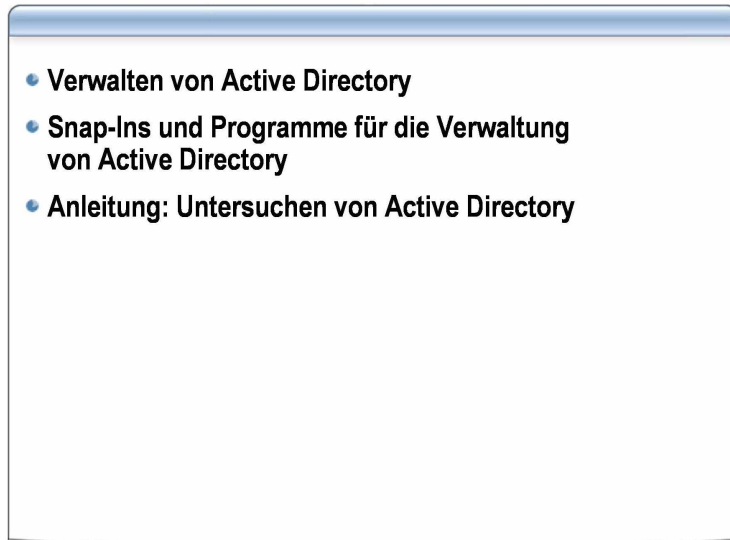 Verwalten von Active Directory
Snap-Ins und Programme für die Verwaltung
von Active Directory
Anleitung: Untersuchen von Active Directory